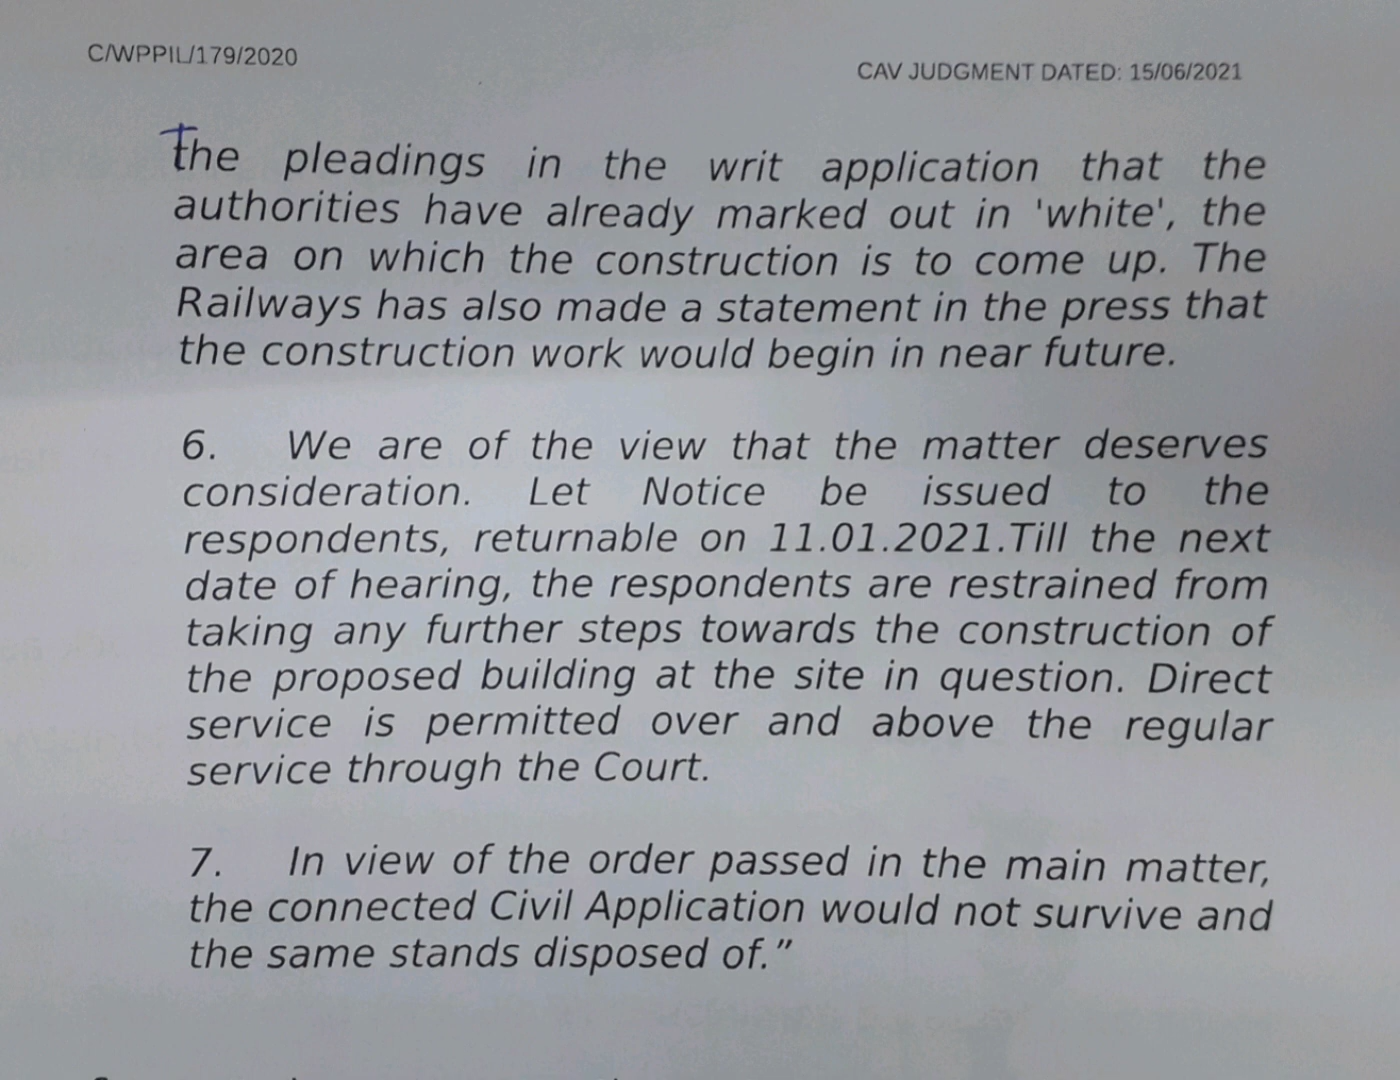 C/WPPIL/179/2020
CAV JUDGMENT DATED: 15/06/2021
the pleadings in the writ application that the
authorities have already marked out in 'white', the
area on which the construction is to come up. The
Railways has also made a statement in the press that
the construction work would begin in near future.
6. We are of the view that the matter deserves
consideration. Let Notice be issued to the
respondents, returnable on 11.01.2021.Till the next
date of hearing, the respondents are restrained from
taking any further steps towards the construction of
the proposed building at the site in question. Direct
service is permitted over and above the regular
service through the Court.
7. In view of the order passed in the main matter,
the connected Civil Application would not survive and
the same stands disposed of.”